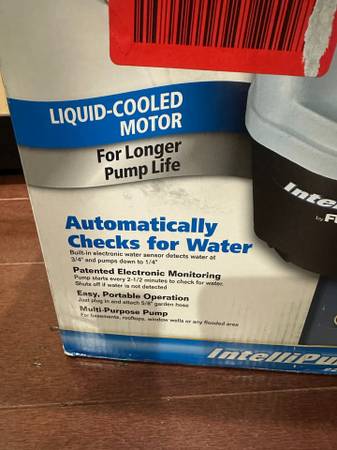 LIQUID-COOLED
MOTOR
For Longer
Pump Life
Automatically
Checks for Water
Built-in electronic water sensor detects water at
3/4" and pumps down to 1/4"
Patented Electronic Monitoring
Pump starts every 2-1/2 minutes to check for water.
Shuts off if water is not detected
Easy, Portable Operation
Just plug in and attach 5/8" garden hose
Multi-Purpose Pump
For basements, rooftops, window wells or any flooded area
Intel
by F
IntelliPu